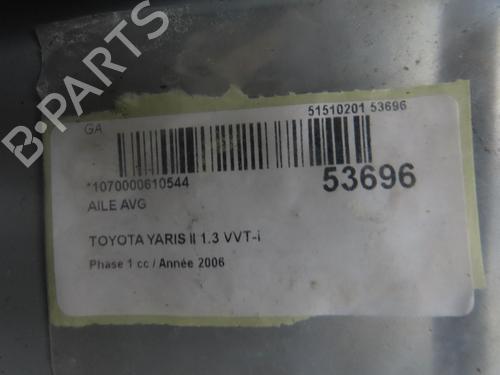 B-PARTS
GA
51510201 53696
*1070000610544
53696
AILE AVG
TOYOTA YARIS II 1.3 VVT-i
Phase 1 cc / Année 2006